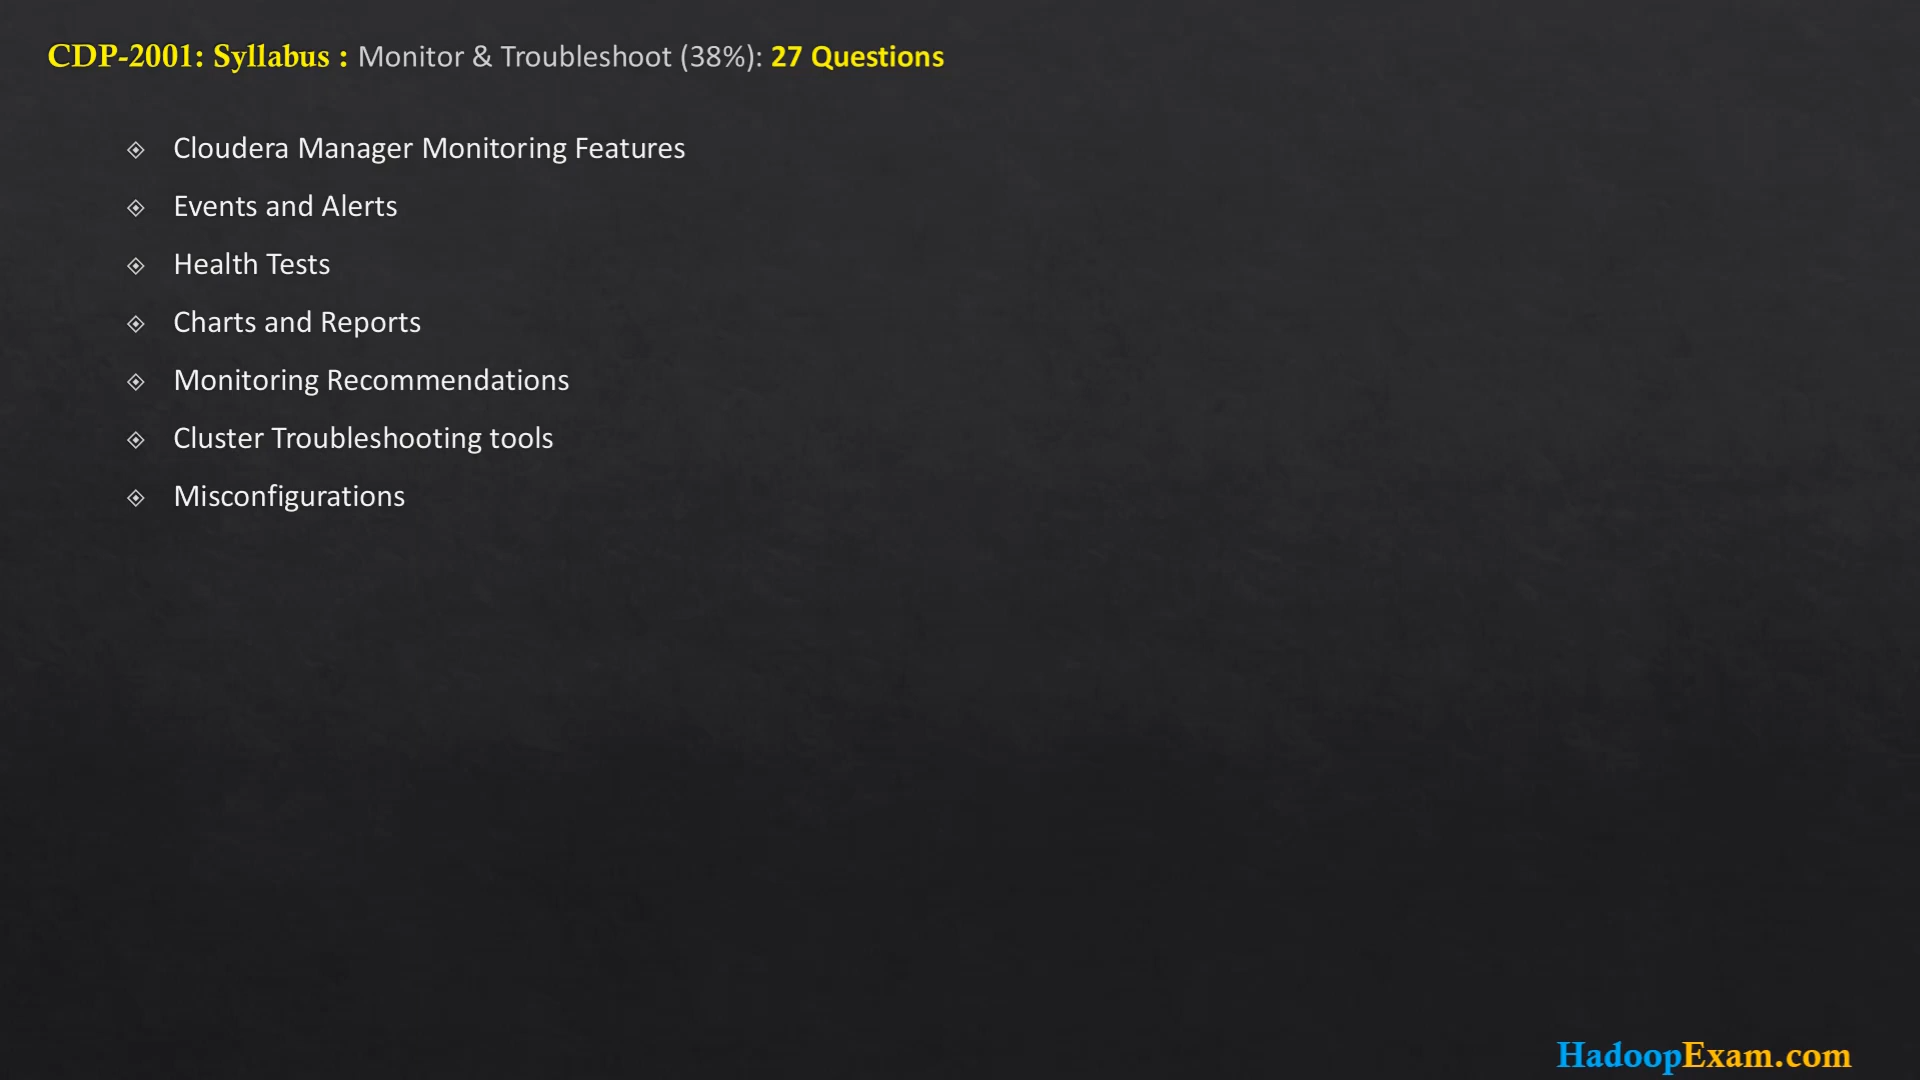 CDP-2001: Syllabus : Monitor & Troubleshoot (38%): 27 Questions
Cloudera Manager Monitoring Features
Events and Alerts
Health Tests
Charts and Reports
Monitoring Recommendations
Cluster Troubleshooting tools
Misconfigurations
HadoopExam.com